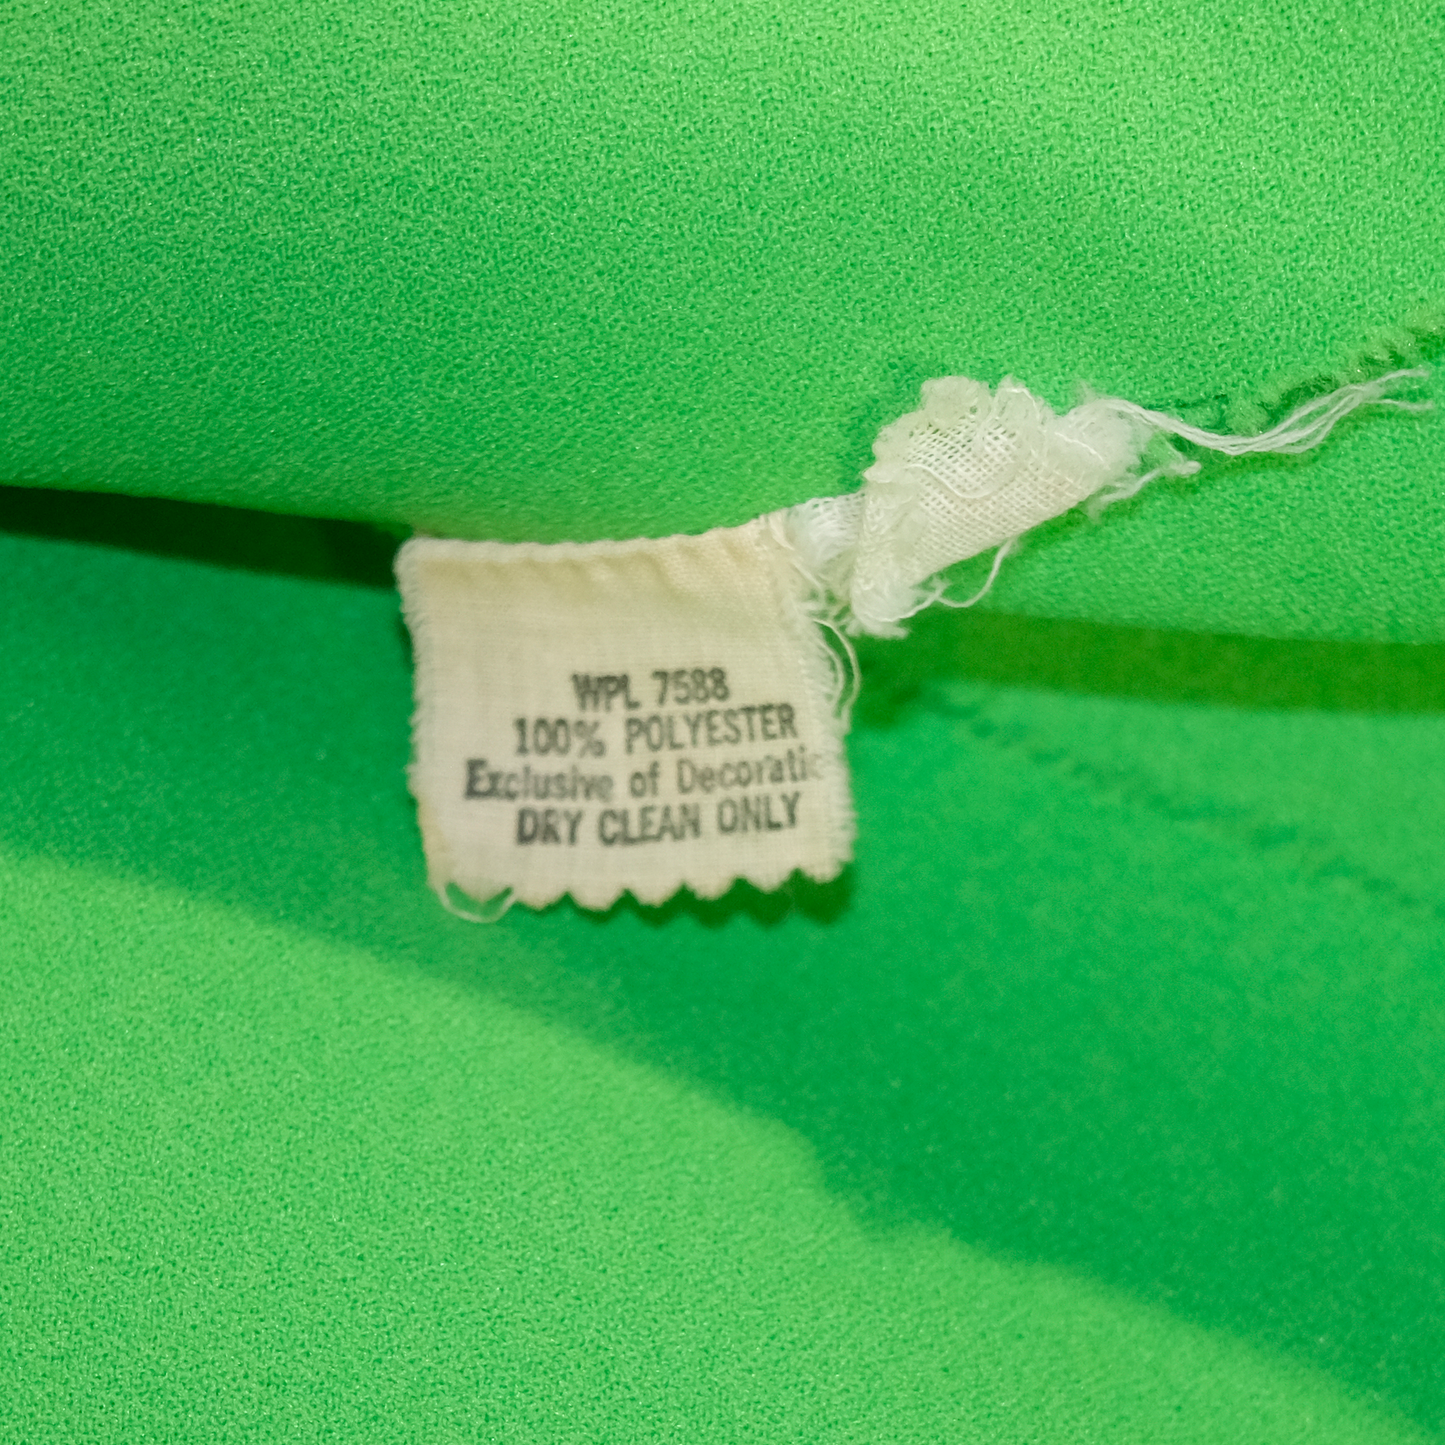 WPL 7588
100% POLYESTER
Exclusive of Decoratio
DRY CLEAN ONLY